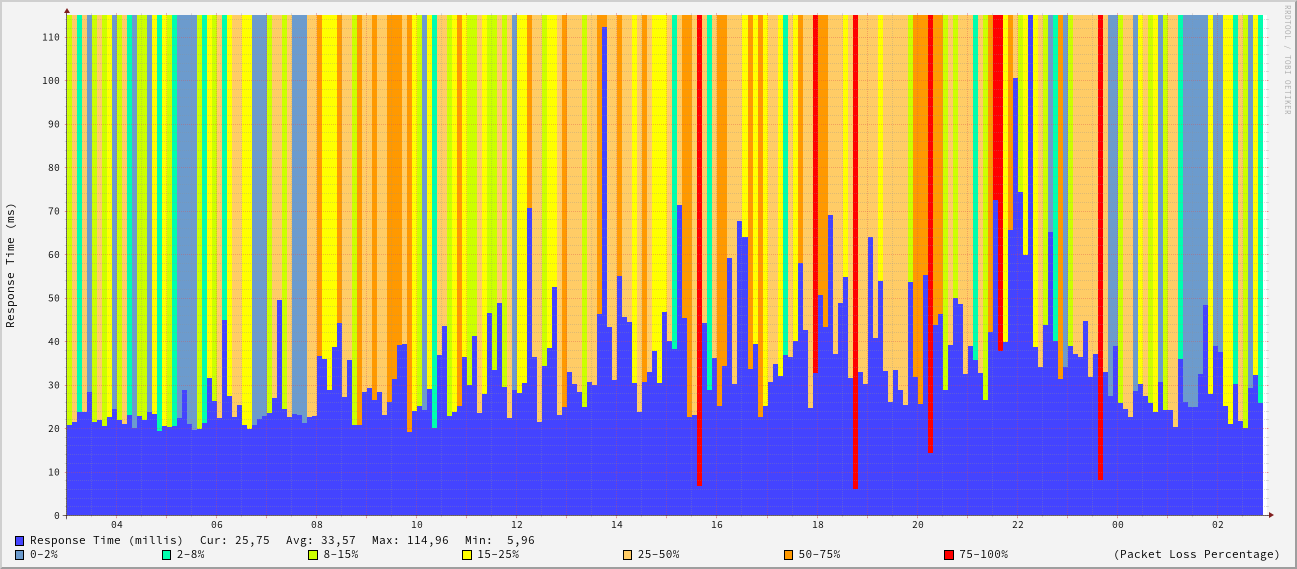 RRDTOOL / TOBI OETIKER
Response Time (ms)
110
100
90
80
70
60
50
40
30
20
10
0
04 06 08 10 12 14 16 18 20 22 00 02
Response Time (millis) Cur: 25,75 Avg: 33,57 Max: 114,96 Min: 5,96
0-2% 2-8% 8-15% 15-25% 25-50% 50-75% 75-100% (Packet Loss Percentage)